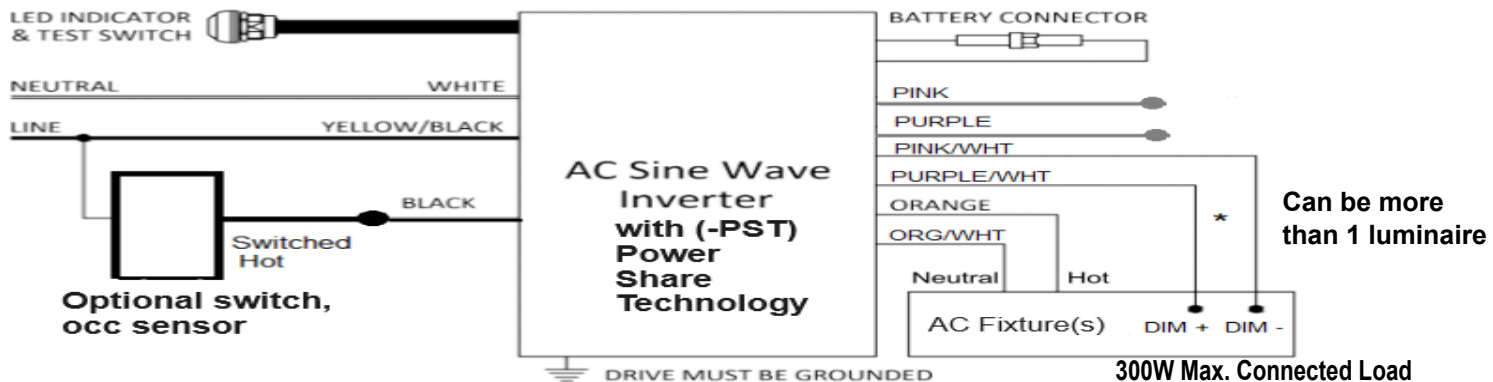 LED INDICATOR
& TEST SWITCH
NEUTRAL
WHITE
LINE
YELLOW/BLACK
BLACK
Switched
Hot
Optional switch,
occ sensor
AC Sine Wave
Inverter
with (-PST)
Power
Share
Technology
DRIVE MUST BE GROUNDED
BATTERY CONNECTOR
PINK
PURPLE
PINK/WHT
PURPLE/WHT
ORANGE
ORG/WHT
Neutral
Hot
*
AC Fixture(s)
DIM +
DIM -
Can be more
than 1 luminaire
300W Max. Connected Load